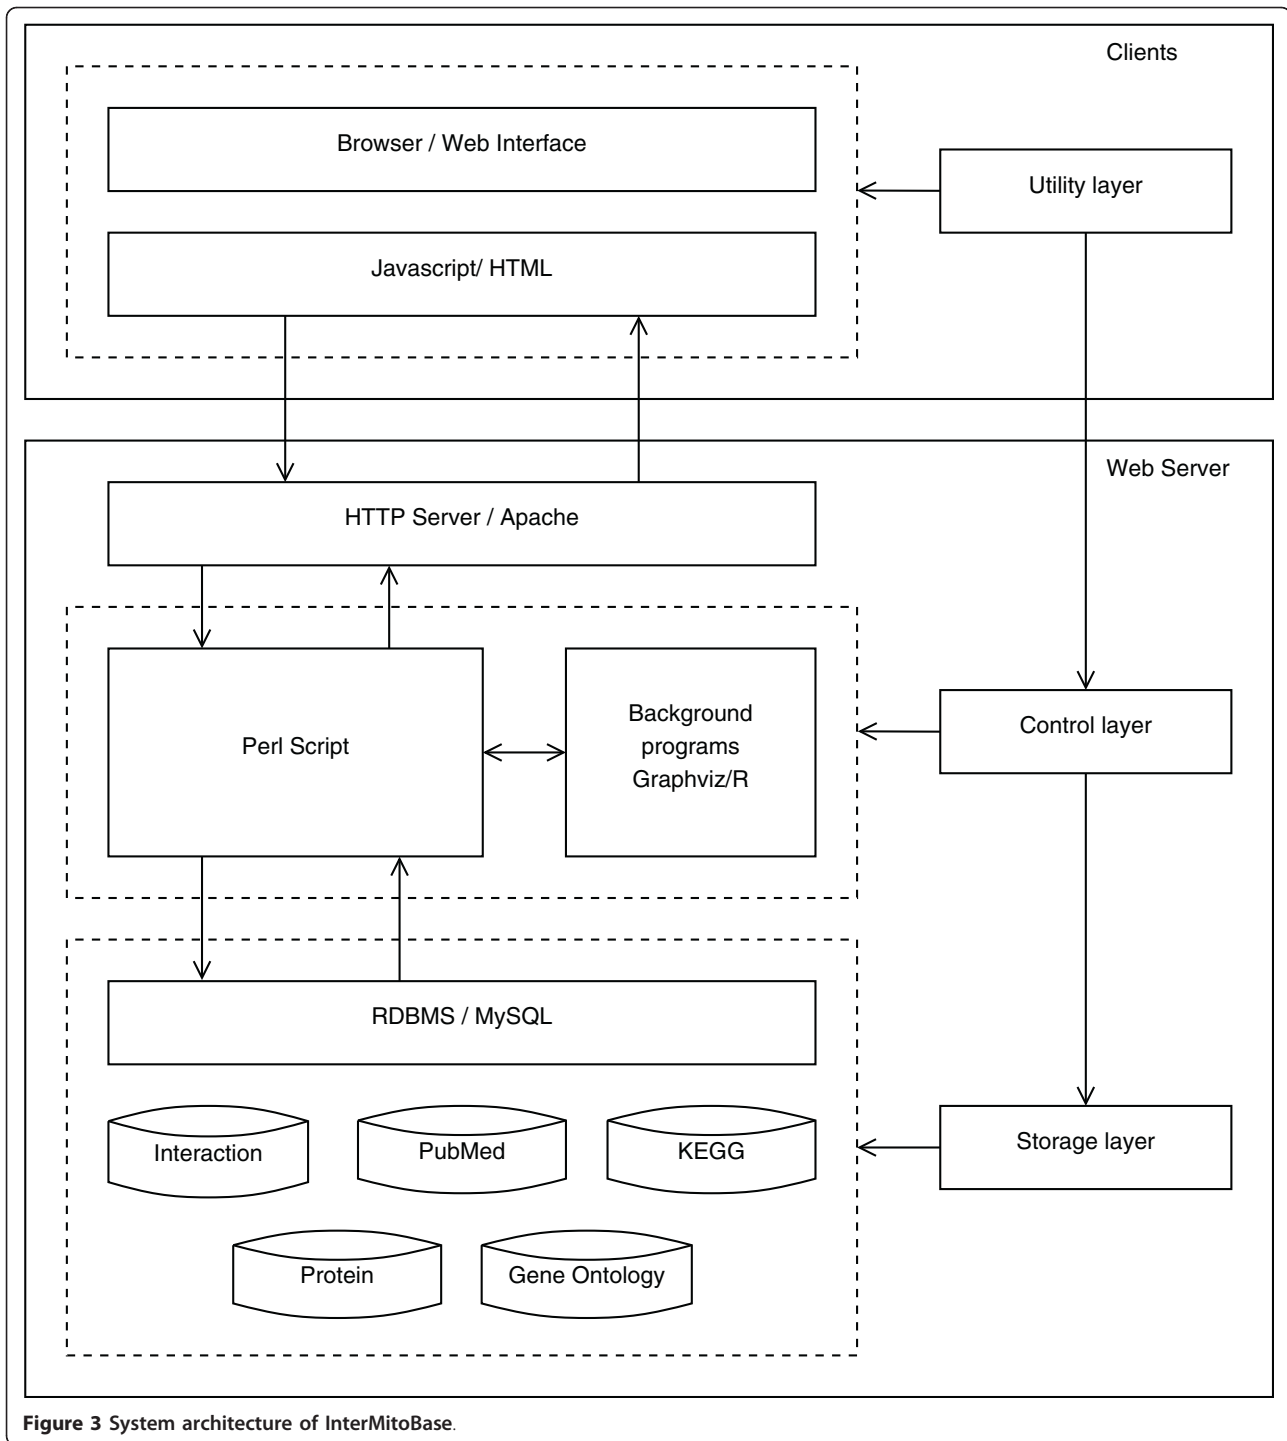 Clients
Browser / Web Interface
Utility layer
Javascript/ HTML
Web Server
HTTP Server / Apache
Perl Script
Background
programs
Graphviz/R
Control layer
RDBMS / MySQL
Interaction
PubMed
KEGG
Storage layer
Protein
Gene Ontology
Figure 3 System architecture of InterMitoBase.